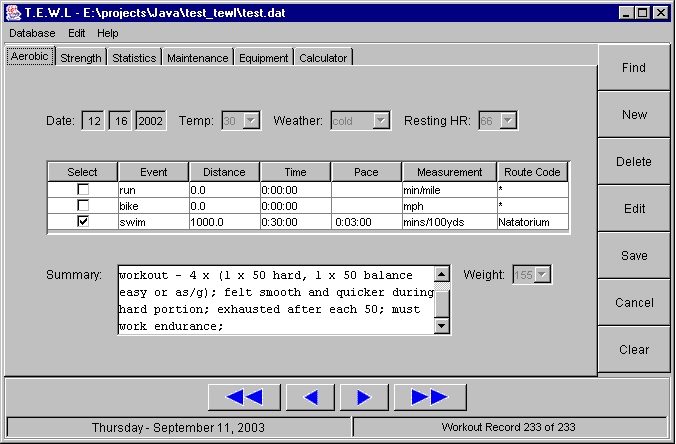 T.E.W.L - E:\projects\Java\test_tewl\test.dat
Database Edit Help
Aerobic Strength Statistics Maintenance Equipment Calculator
Find
New
Delete
Edit
Save
Cancel
Clear
Date: 12 16 2002 Temp: 30 Weather: cold Resting HR: 66
Select Event Distance Time Pace Measurement Route Code
run 0.0 0:00:00 min/mile *
bike 0.0 0:00:00 mph *
swim 1000.0 0:30:00 0:03:00 mins/100yds Natatorium
Summary:
workout - 4 x (1 x 50 hard, 1 x 50 balance
easy or as/g); felt smooth and quicker during
hard portion; exhausted after each 50; must
work endurance;
Weight: 155
Thursday - September 11, 2003
Workout Record 233 of 233